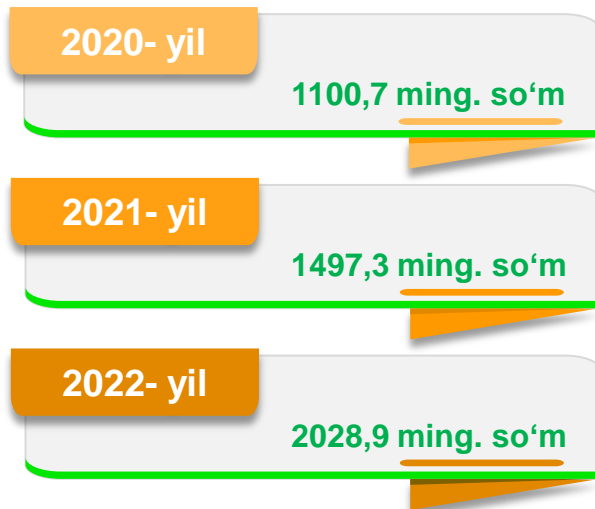 2020- yil
1100,7 ming. so‘m
2021- yil
1497,3 ming. so‘m
2022- yil
2028,9 ming. so‘m